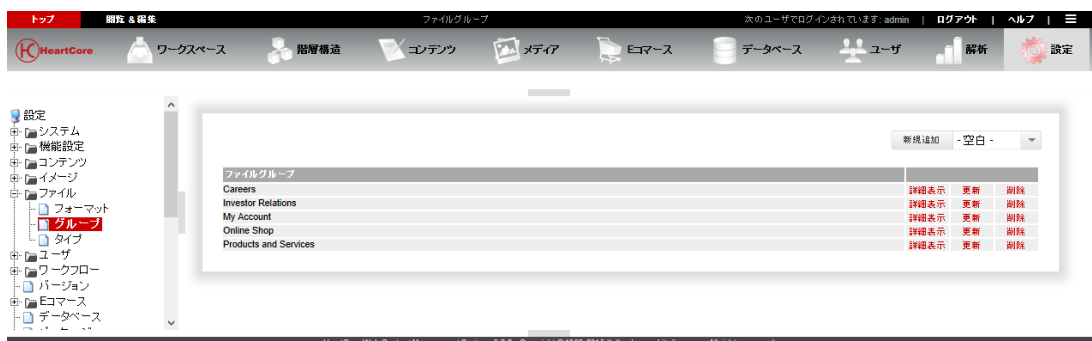 トップ 閲覧 & 編集 ファイルグループ 次のユーザでログインされています: admin | ログアウト | ヘルプ |
HeartCore ワークスペース 階層構造 コンテンツ メディア Eコマース データベース ユーザ 解析 設定
設定
システム
機能設定
コンテンツ
イメージ
ファイル
フォーマット
グループ
タイプ
ユーザ
ワークフロー
バージョン
Eコマース
データベース
新規追加 - 空白 -
ファイルグループ
Careers 詳細表示 更新 削除
Investor Relations 詳細表示 更新 削除
My Account 詳細表示 更新 削除
Online Shop 詳細表示 更新 削除
Products and Services 詳細表示 更新 削除